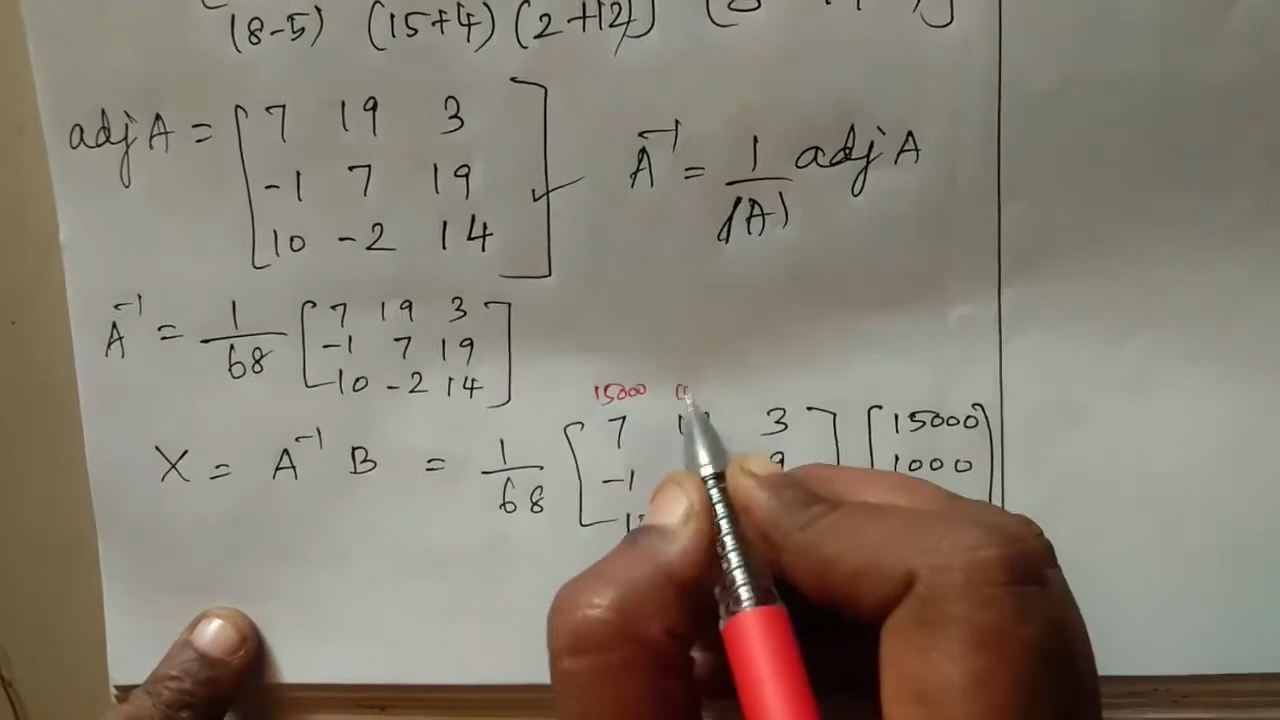 (8-5) (15+4) (2+12)
adj A = [ 7 19 3
-1 7 19
10 -2 14 ]
A⁻¹ = 1/|A| adj A
A⁻¹ = 1/68 [ 7 19 3
-1 7 19
10 -2 14 ]
15000
X = A⁻¹ B = 1/68 [ 7 3 ] [ 15000
-1 1000